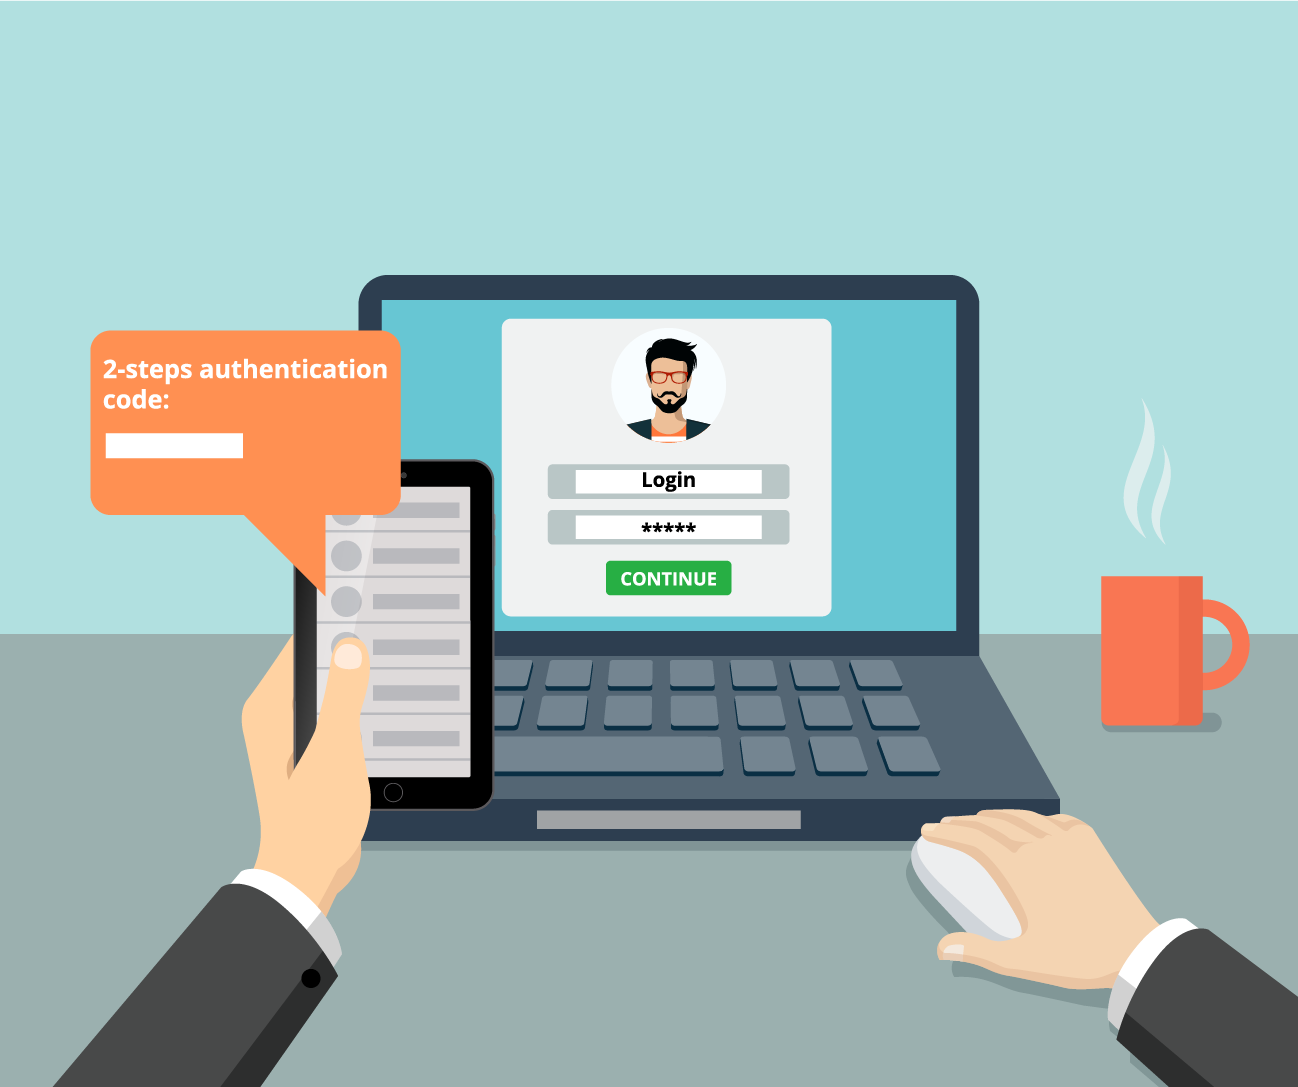 2-steps authentication
code:
Login
*****
CONTINUE